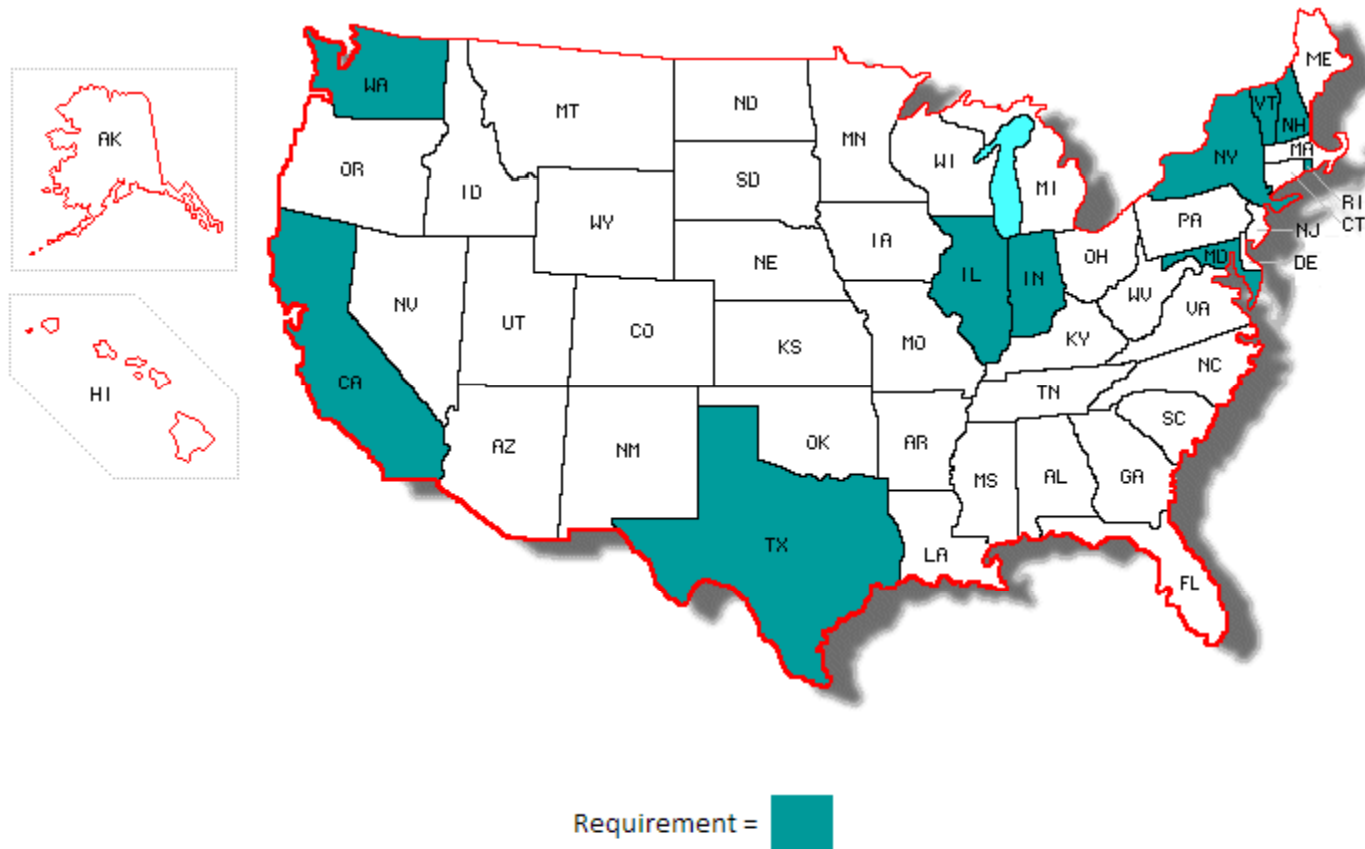 ME
WA
VT
NH
MT
ND
AK
MN
MA
OR
WI
NY
ID
SD
MI
RI
WY
PA
CT
NJ
IA
OH
NE
MD
DE
IL
IN
WV
NV
UT
CO
VA
KS
MO
KY
CA
NC
HI
TN
SC
AZ
NM
OK
AR
MS
AL
GA
TX
LA
FL
Requirement =